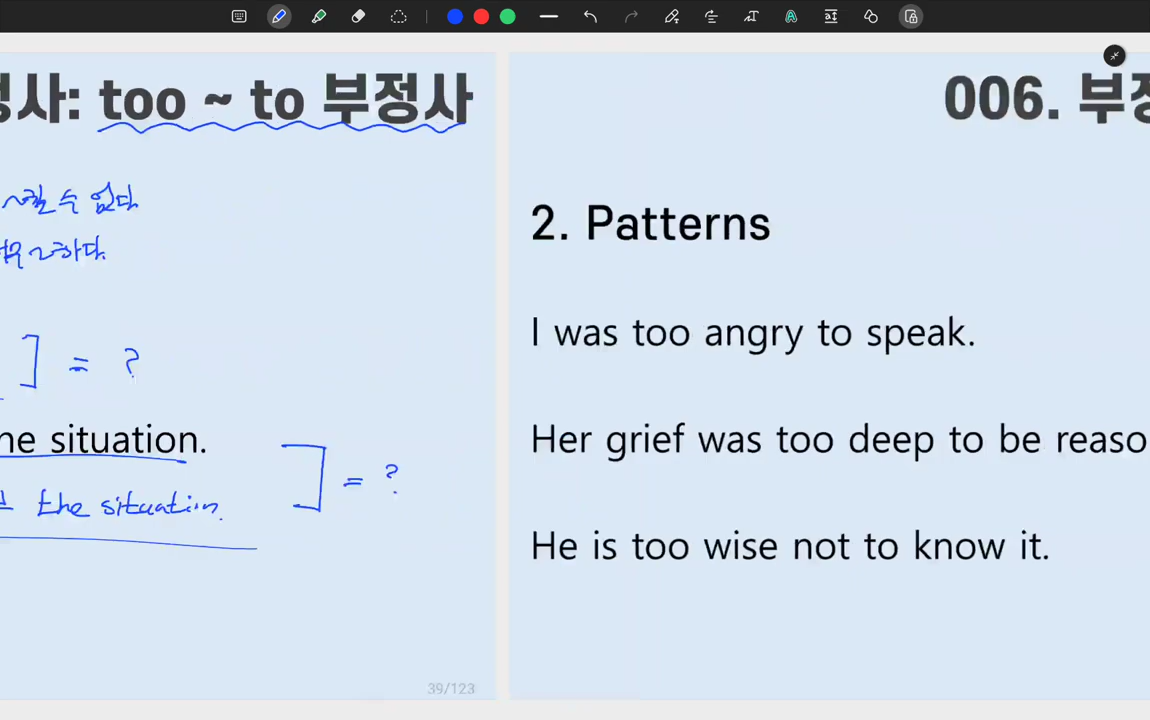 정사: too ~ to 부정사
~할 수 없다
~하다.
] = ?
he situation.
the situation.
] = ?
39/123
006. 부정
2. Patterns
I was too angry to speak.
Her grief was too deep to be reaso
He is too wise not to know it.